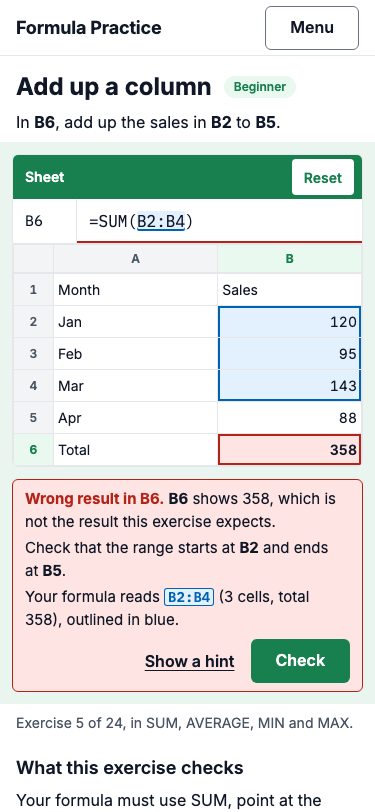 Formula Practice
Menu
Add up a column
Beginner
In B6, add up the sales in B2 to B5.
Sheet
Reset
B6
=SUM(B2:B4)
A B
1 Month Sales
2 Jan 120
3 Feb 95
4 Mar 143
5 Apr 88
6 Total 358
Wrong result in B6. B6 shows 358, which is
not the result this exercise expects.
Check that the range starts at B2 and ends
at B5.
Your formula reads B2:B4 (3 cells, total
358), outlined in blue.
Show a hint
Check
Exercise 5 of 24, in SUM, AVERAGE, MIN and MAX.
What this exercise checks
Your formula must use SUM, point at the